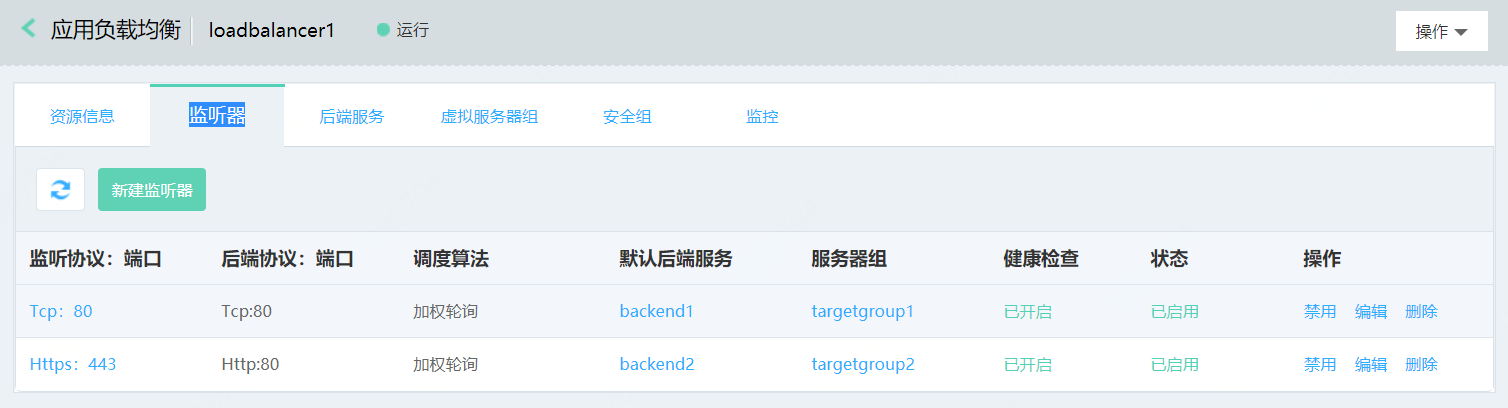 应用负载均衡 loadbalancer1 运行 操作
资源信息 监听器 后端服务 虚拟服务器组 安全组 监控
新建监听器
监听协议：端口 后端协议：端口 调度算法 默认后端服务 服务器组 健康检查 状态 操作
Tcp：80 Tcp:80 加权轮询 backend1 targetgroup1 已开启 已启用 禁用 编辑 删除
Https：443 Http:80 加权轮询 backend2 targetgroup2 已开启 已启用 禁用 编辑 删除